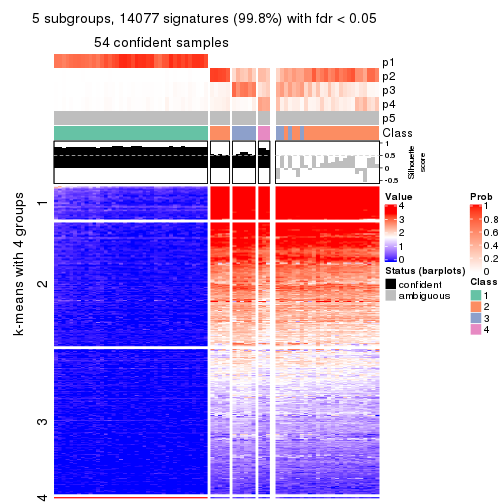 5 subgroups, 14077 signatures (99.8%) with fdr < 0.05
54 confident samples
p1
p2
p3
p4
p5
Class
1
0.5
0
-0.5
Silhouette
score
k-means with 4 groups
1
2
3
4
Value
4
3
2
1
0
Status (barplots)
confident
ambiguous
Prob
1
0.8
0.6
0.4
0.2
0
Class
1
2
3
4